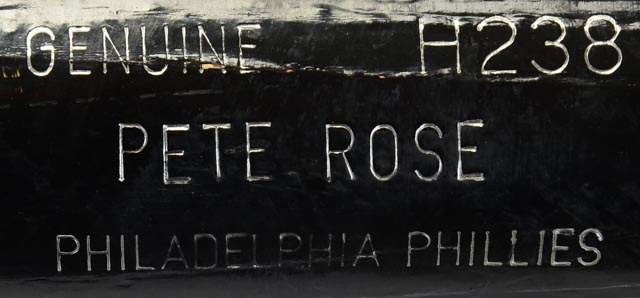 GENUINE H238
PETE ROSE
PHILADELPHIA PHILLIES